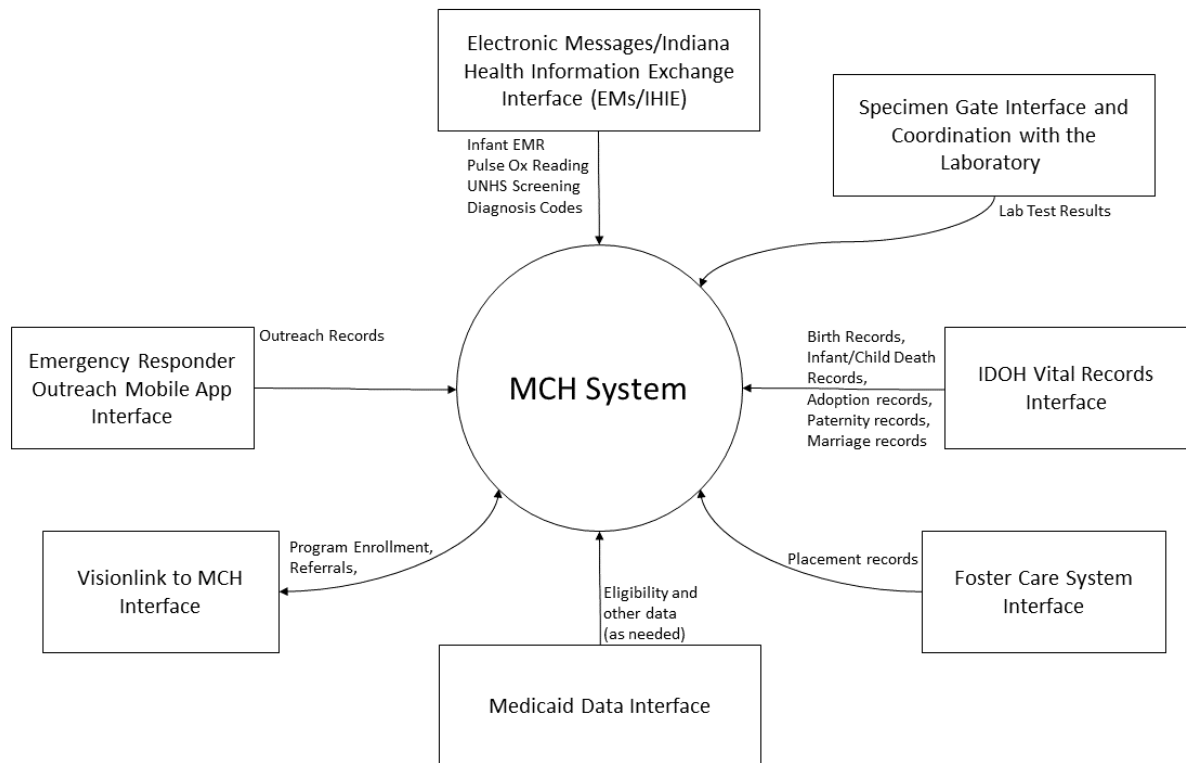 Electronic Messages/Indiana
Health Information Exchange
Interface (EMs/IHIE)
Infant EMR
Pulse Ox Reading
UNHS Screening
Diagnosis Codes
Specimen Gate Interface and
Coordination with the
Laboratory
Lab Test Results
Emergency Responder
Outreach Mobile App
Interface
Outreach Records
MCH System
Birth Records,
Infant/Child Death
Records,
Adoption records,
Paternity records,
Marriage records
IDOH Vital Records
Interface
Visionlink to MCH
Interface
Program Enrollment,
Referrals,
Eligibility and
other data
(as needed)
Medicaid Data Interface
Placement records
Foster Care System
Interface